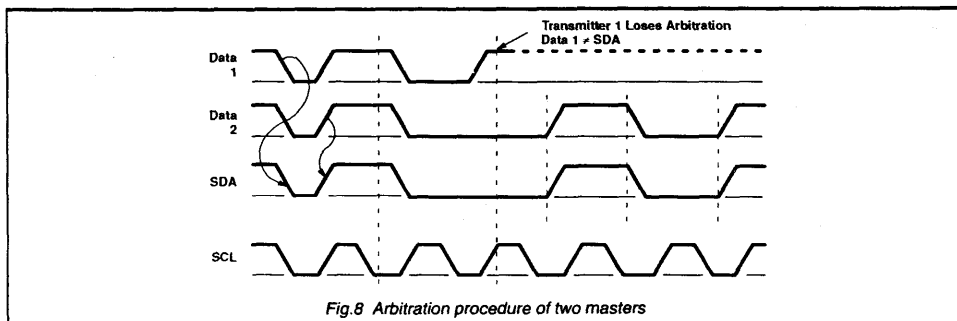 Transmitter 1 Loses Arbitration
Data 1 ≠ SDA
Data
1
Data
2
SDA
SCL
Fig.8 Arbitration procedure of two masters